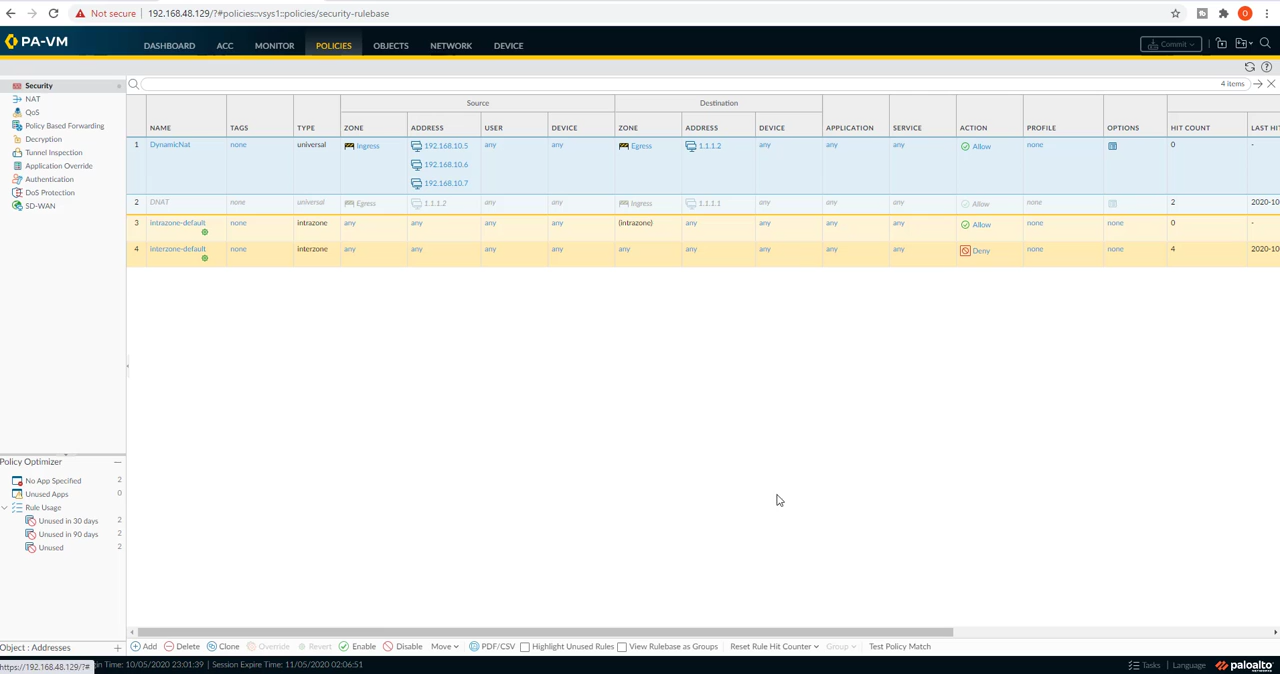 Not secure | 192.168.48.129/?#policies::vsys1::policies/security-rulebase
O
PA-VM
DASHBOARD ACC MONITOR POLICIES OBJECTS NETWORK DEVICE
Commit
Security
NAT
QoS
Policy Based Forwarding
Decryption
Tunnel Inspection
Application Override
Authentication
DoS Protection
SD-WAN
4 items
Source Destination
NAME TAGS TYPE ZONE ADDRESS USER DEVICE ZONE ADDRESS DEVICE APPLICATION SERVICE ACTION PROFILE OPTIONS HIT COUNT LAST HI
1 DynamicNat none universal Ingress 192.168.10.5 any any Egress 1.1.1.2 any any any Allow none 0 -
192.168.10.6
192.168.10.7
2 DNAT none universal Egress 1.1.1.2 any any Ingress 1.1.1.1 any any any Allow none 2 2020-10
3 intrazone-default none intrazone any any any any (intrazone) any any any any Allow none none 0 -
4 interzone-default none interzone any any any any any any any any any Deny none none 4 2020-10
Policy Optimizer
No App Specified 2
Unused Apps 0
Rule Usage
Unused in 30 days 2
Unused in 90 days 2
Unused 2
Object : Addresses
Add Delete Clone Override Revert Enable Disable Move PDF/CSV Highlight Unused Rules View Rulebase as Groups Reset Rule Hit Counter Group Test Policy Match
https://192.168.48.129/?# in Time: 10/05/2020 23:01:39 | Session Expire Time: 11/05/2020 02:06:51
Tasks | Language paloalto
NETWORKS